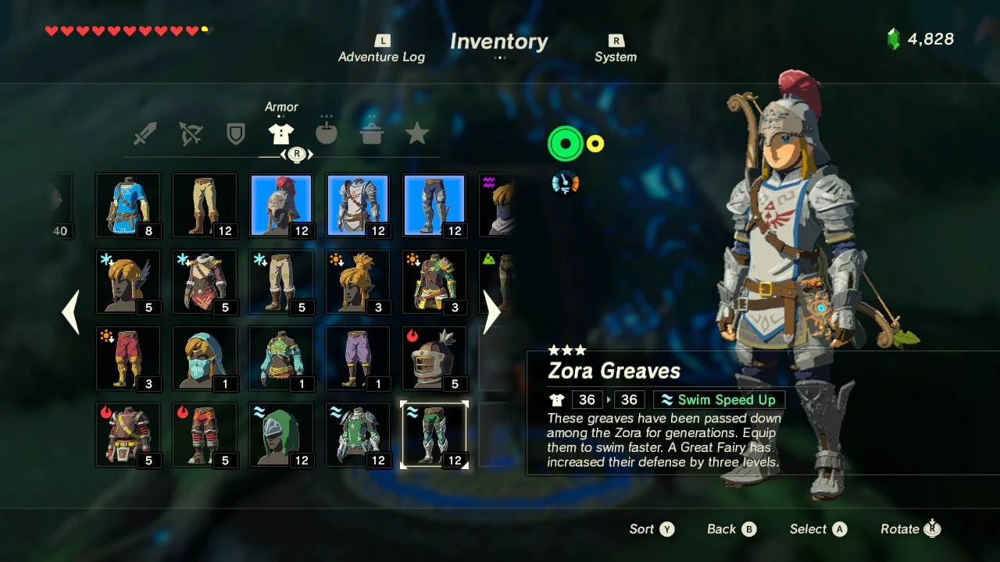 L
Inventory
R
4,828
Adventure Log
System
Armor
R
40
8
12
12
12
12
5
5
5
3
3
°F
3
1
1
1
5
5
5
12
12
12
Zora Greaves
36
36
Swim Speed Up
These greaves have been passed down
among the Zora for generations. Equip
them to swim faster. A Great Fairy has
increased their defense by three levels.
Sort Y
Back B
Select A
Rotate R